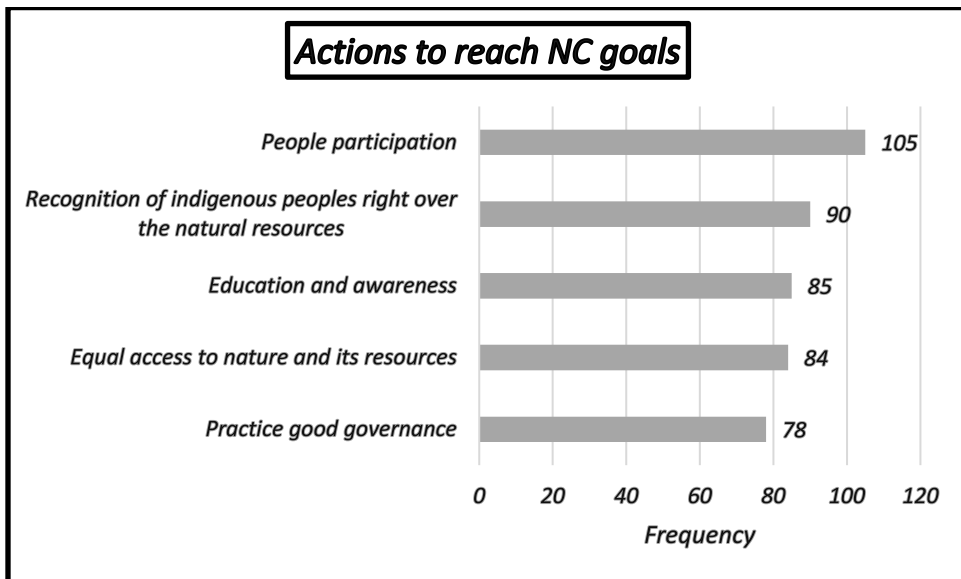 Actions to reach NC goals
People participation
105
Recognition of indigenous peoples right over
the natural resources
90
Education and awareness
85
Equal access to nature and its resources
84
Practice good governance
78
0 20 40 60 80 100 120
Frequency